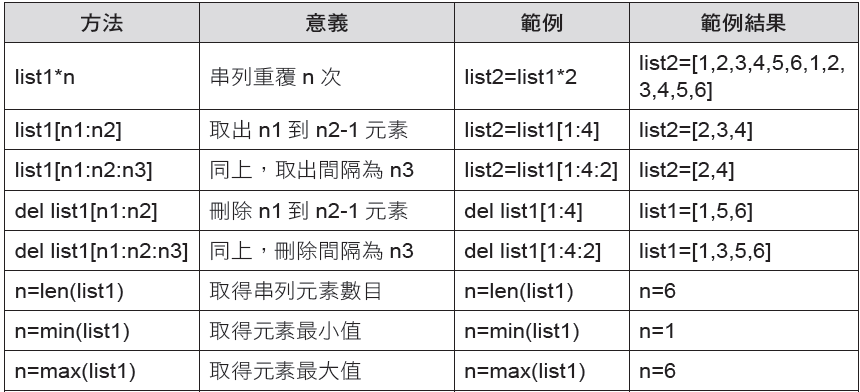 方法 意義 範例 範例結果
list1*n 串列重覆 n 次 list2=list1*2 list2=[1,2,3,4,5,6,1,2,
3,4,5,6]
list1[n1:n2] 取出 n1 到 n2-1 元素 list2=list1[1:4] list2=[2,3,4]
list1[n1:n2:n3] 同上，取出間隔為 n3 list2=list1[1:4:2] list2=[2,4]
del list1[n1:n2] 刪除 n1 到 n2-1 元素 del list1[1:4] list1=[1,5,6]
del list1[n1:n2:n3] 同上，刪除間隔為 n3 del list1[1:4:2] list1=[1,3,5,6]
n=len(list1) 取得串列元素數目 n=len(list1) n=6
n=min(list1) 取得元素最小值 n=min(list1) n=1
n=max(list1) 取得元素最大值 n=max(list1) n=6